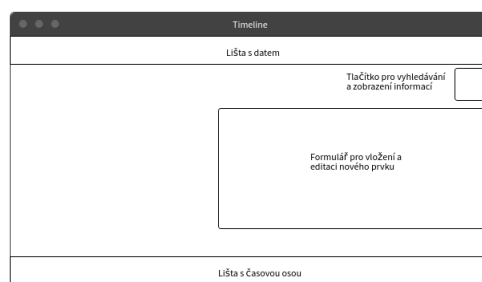 Timeline
Lišta s datem
Tlačítko pro vyhledávání
a zobrazení informací
Formulář pro vložení a
editaci nového prvku
Lišta s časovou osou